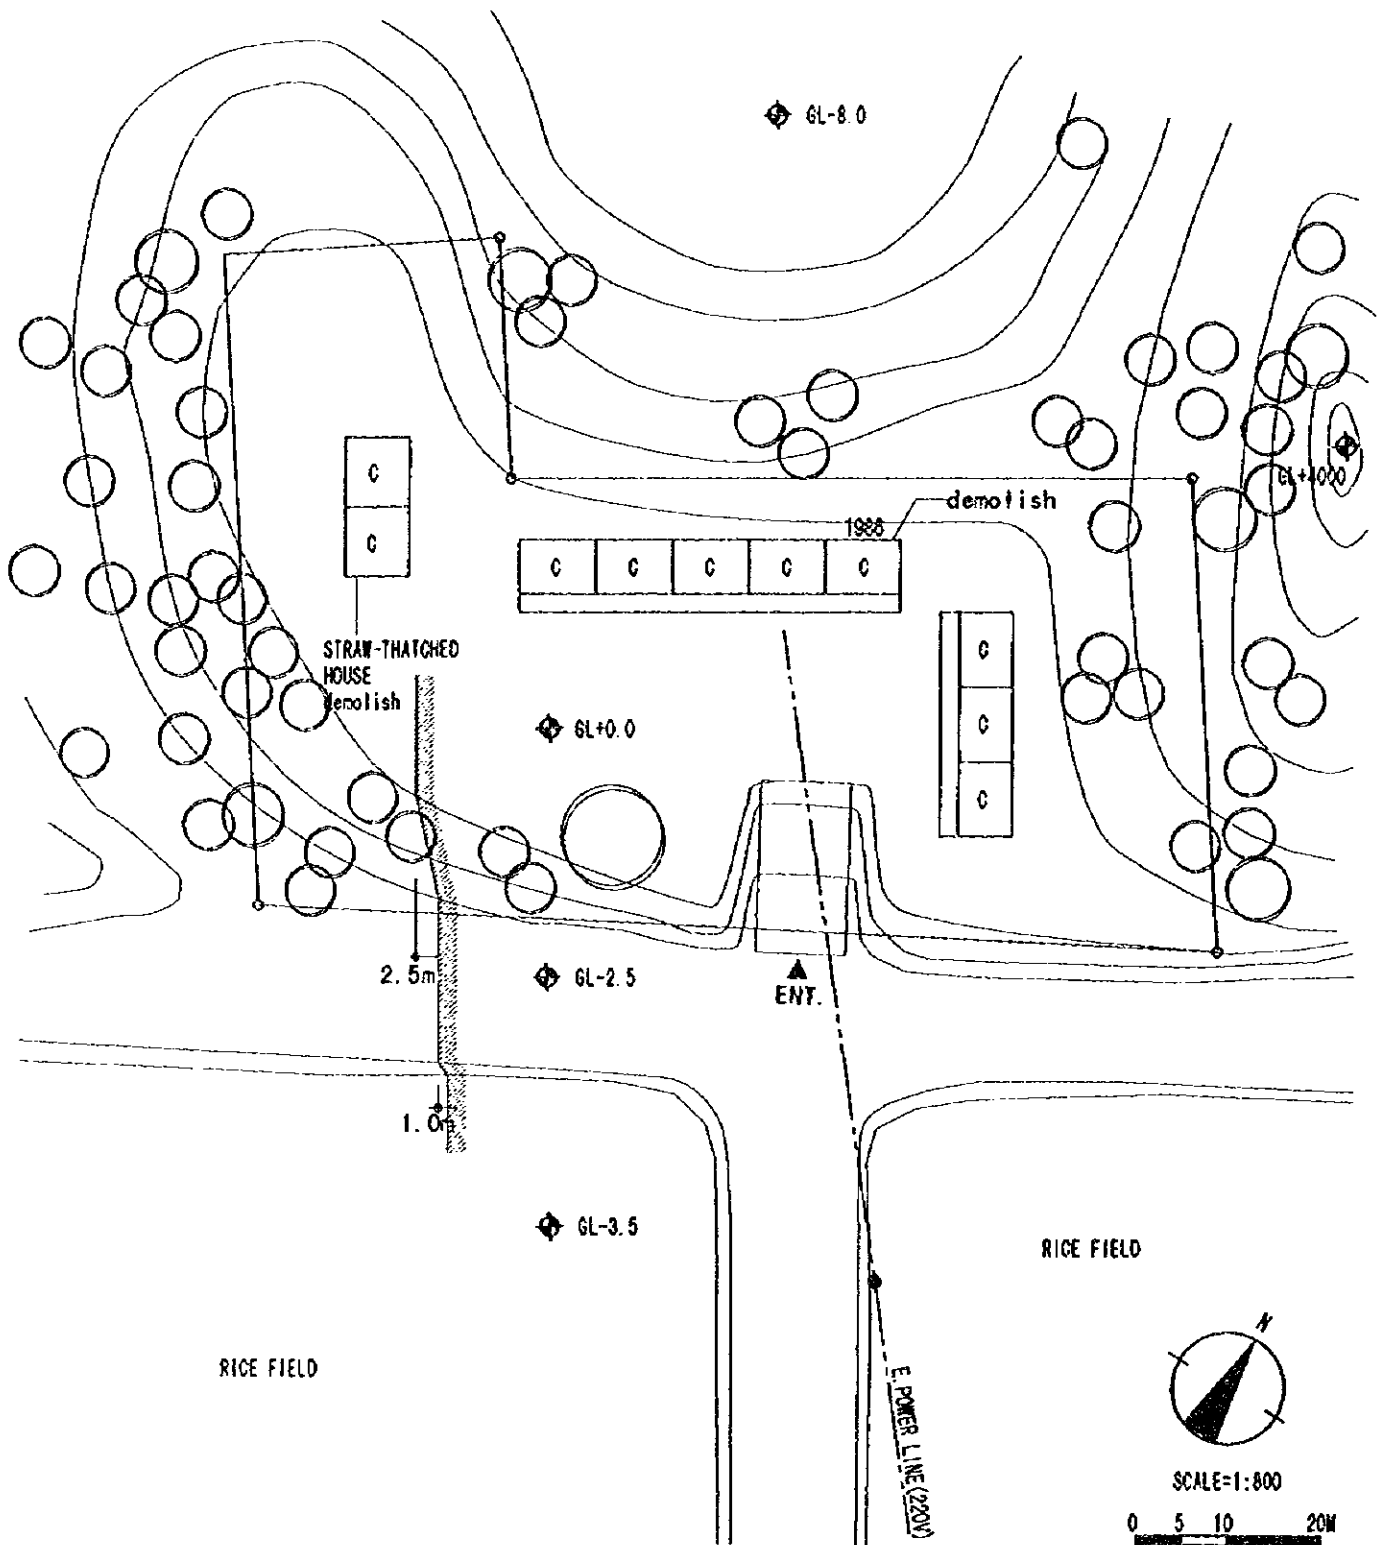 GL-8.0
GL+4000
C
C
demolish
1988
C C C C C
STRAW-THATCHED
HOUSE
demolish
C
C
C
GL+0.0
2.5m
GL-2.5
ENT.
1.0m
GL-3.5
RICE FIELD
RICE FIELD
N
E.POWER LINE(220V)
SCALE=1:800
0 5 10 20M